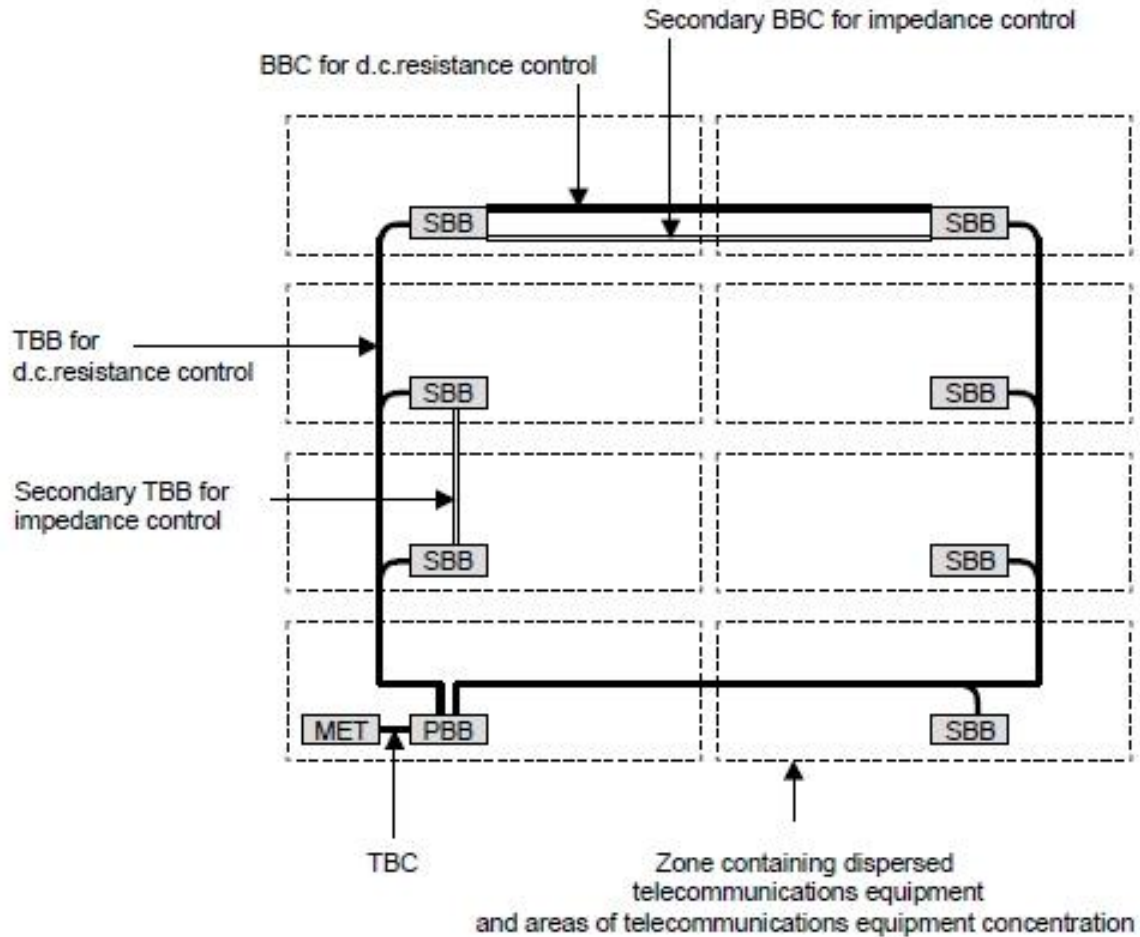 Secondary BBC for impedance control
BBC for d.c.resistance control
SBB
SBB
TBB for
d.c.resistance control
SBB
SBB
Secondary TBB for
impedance control
SBB
SBB
MET
PBB
SBB
TBC
Zone containing dispersed
telecommunications equipment
and areas of telecommunications equipment concentration